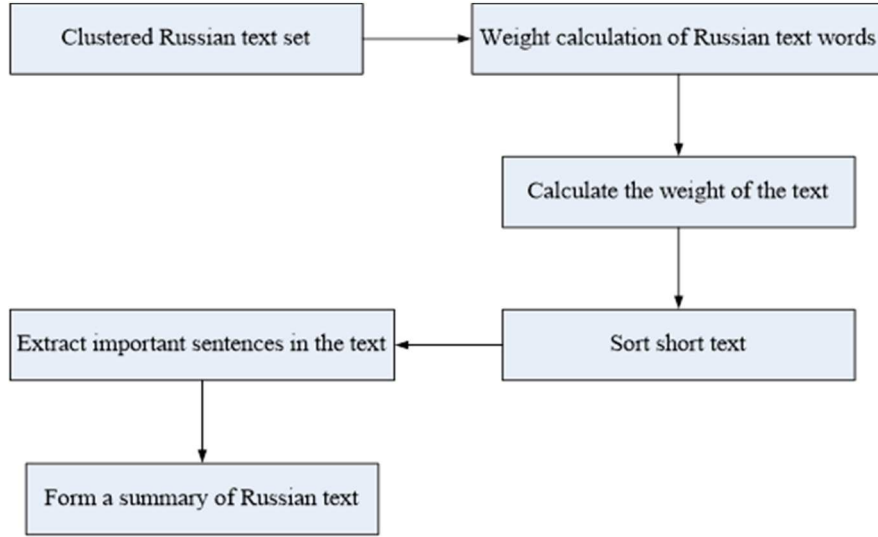 Clustered Russian text set
Weight calculation of Russian text words
Calculate the weight of the text
Sort short text
Extract important sentences in the text
Form a summary of Russian text